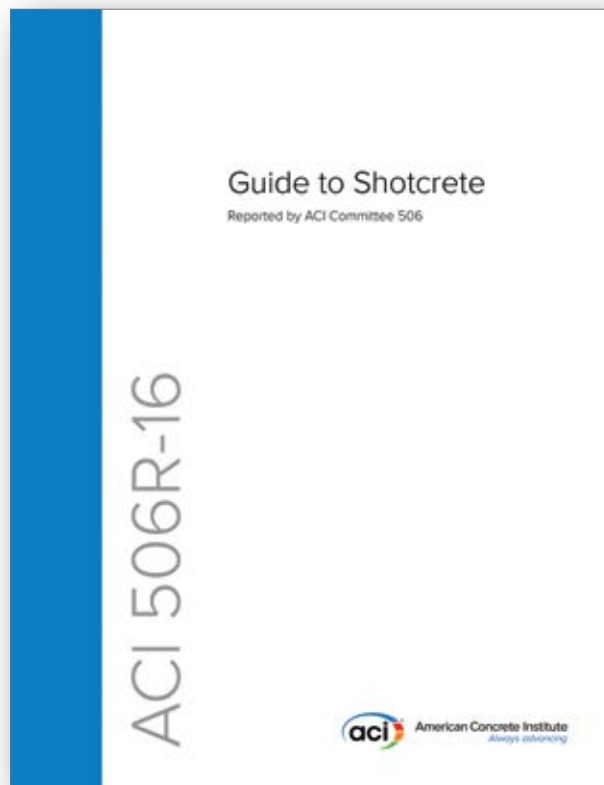 Guide to Shotcrete
Reported by ACI Committee 506
ACI 506R-16
aci
American Concrete Institute
Always advancing